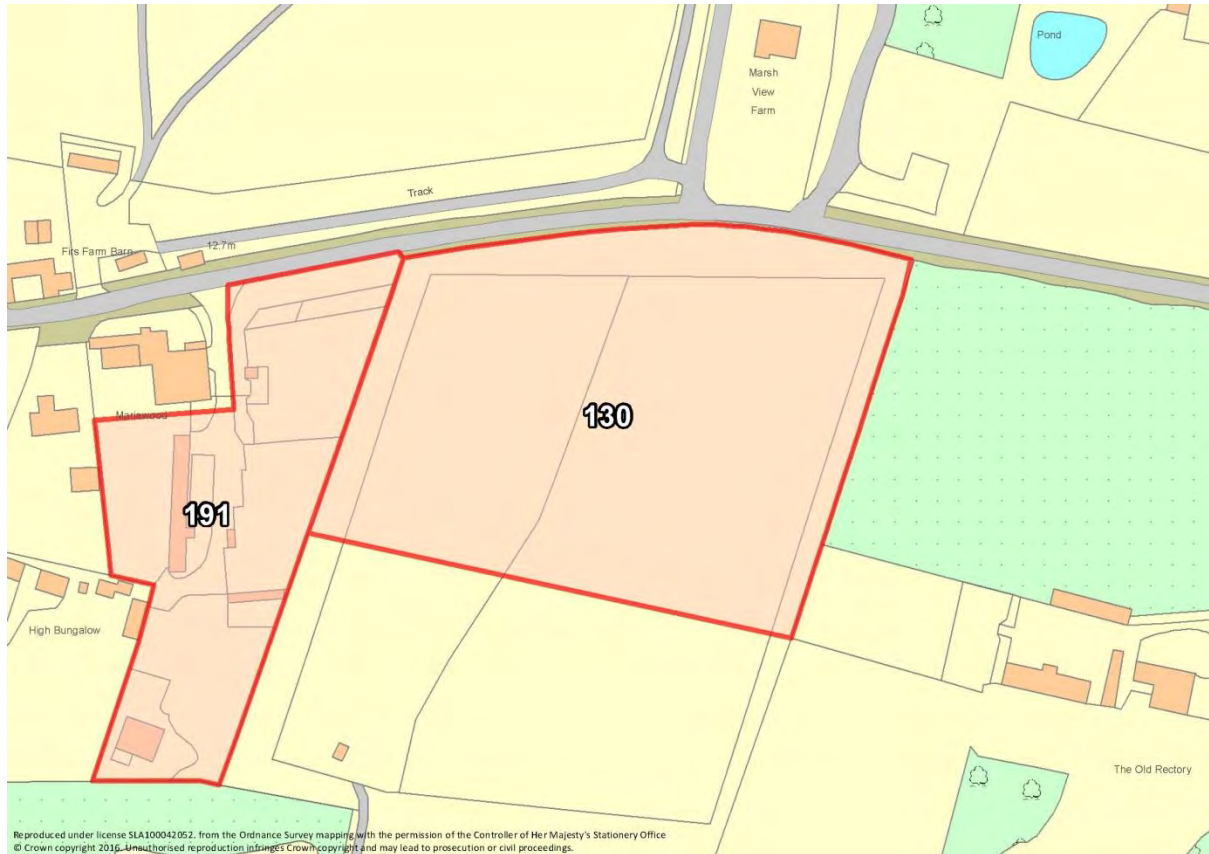 Pond
Marsh
View
Farm
Track
Firs Farm Barn
12.7m
130
Marlewood
191
High Bungalow
The Old Rectory
Reproduced under license SLA100042052. from the Ordnance Survey mapping with the permission of the Controller of Her Majesty's Stationery Office
© Crown copyright 2016. Unauthorised reproduction infringes Crown copyright and may lead to prosecution or civil proceedings.